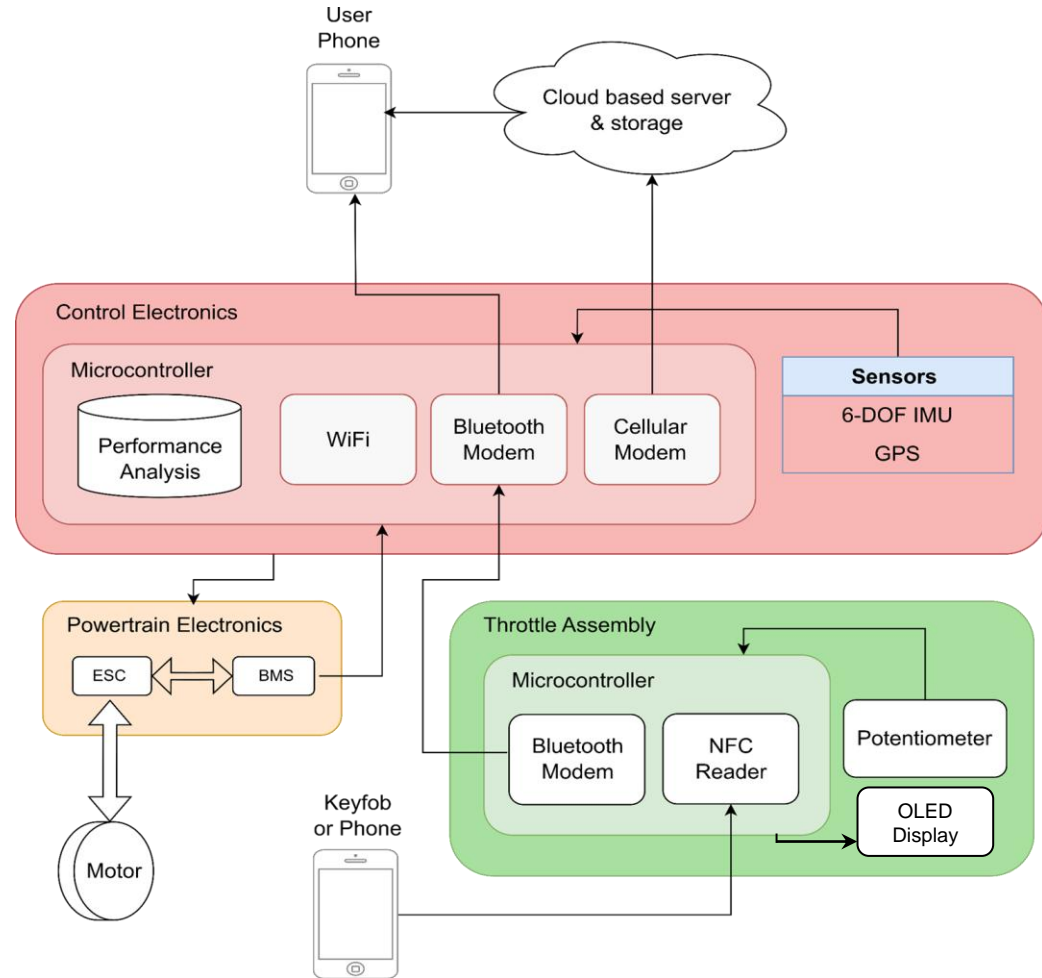 User
Phone
Cloud based server
& storage
Control Electronics
Microcontroller
Performance
Analysis
WiFi
Bluetooth
Modem
Cellular
Modem
Sensors
6-DOF IMU
GPS
Powertrain Electronics
ESC
BMS
Motor
Throttle Assembly
Microcontroller
Bluetooth
Modem
NFC
Reader
Potentiometer
OLED
Display
Keyfob
or Phone